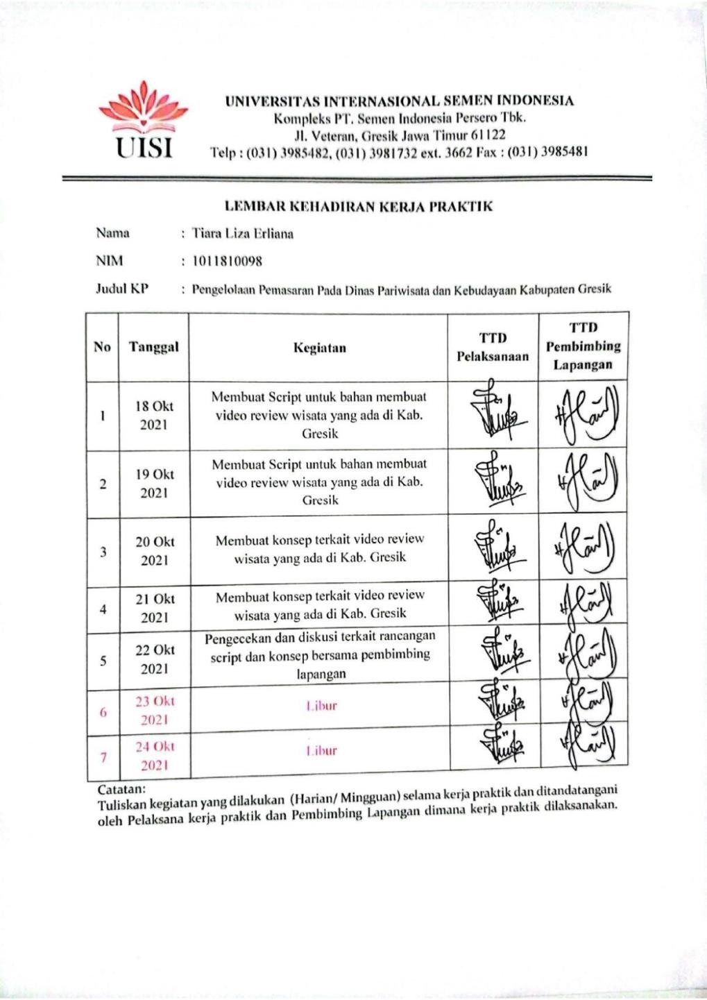 UISI
UNIVERSITAS INTERNASIONAL SEMEN INDONESIA
Kompleks PT. Semen Indonesia Persero Tbk.
Jl. Veteran, Gresik Jawa Timur 61122
Telp : (031) 3985482, (031) 3981732 ext. 3662 Fax : (031) 3985481
LEMBAR KEHADIRAN KERJA PRAKTIK
Nama : Tiara Liza Erliana
NIM : 1011810098
Judul KP : Pengelolaan Pemasaran Pada Dinas Pariwisata dan Kebudayaan Kabupaten Gresik
No
Tanggal
Kegiatan
TTD
Pelaksanaan
TTD
Pembimbing
Lapangan
1
18 Okt
2021
Membuat Script untuk bahan membuat
video review wisata yang ada di Kab.
Gresik
2
19 Okt
2021
Membuat Script untuk bahan membuat
video review wisata yang ada di Kab.
Gresik
3
20 Okt
2021
Membuat konsep terkait video review
wisata yang ada di Kab. Gresik
4
21 Okt
2021
Membuat konsep terkait video review
wisata yang ada di Kab. Gresik
5
22 Okt
2021
Pengecekan dan diskusi terkait rancangan
script dan konsep bersama pembimbing
lapangan
6
23 Okt
2021
Libur
7
24 Okt
2021
Libur
Catatan:
Tuliskan kegiatan yang dilakukan (Harian/ Mingguan) selama kerja praktik dan ditandatangani
oleh Pelaksana kerja praktik dan Pembimbing Lapangan dimana kerja praktik dilaksanakan.